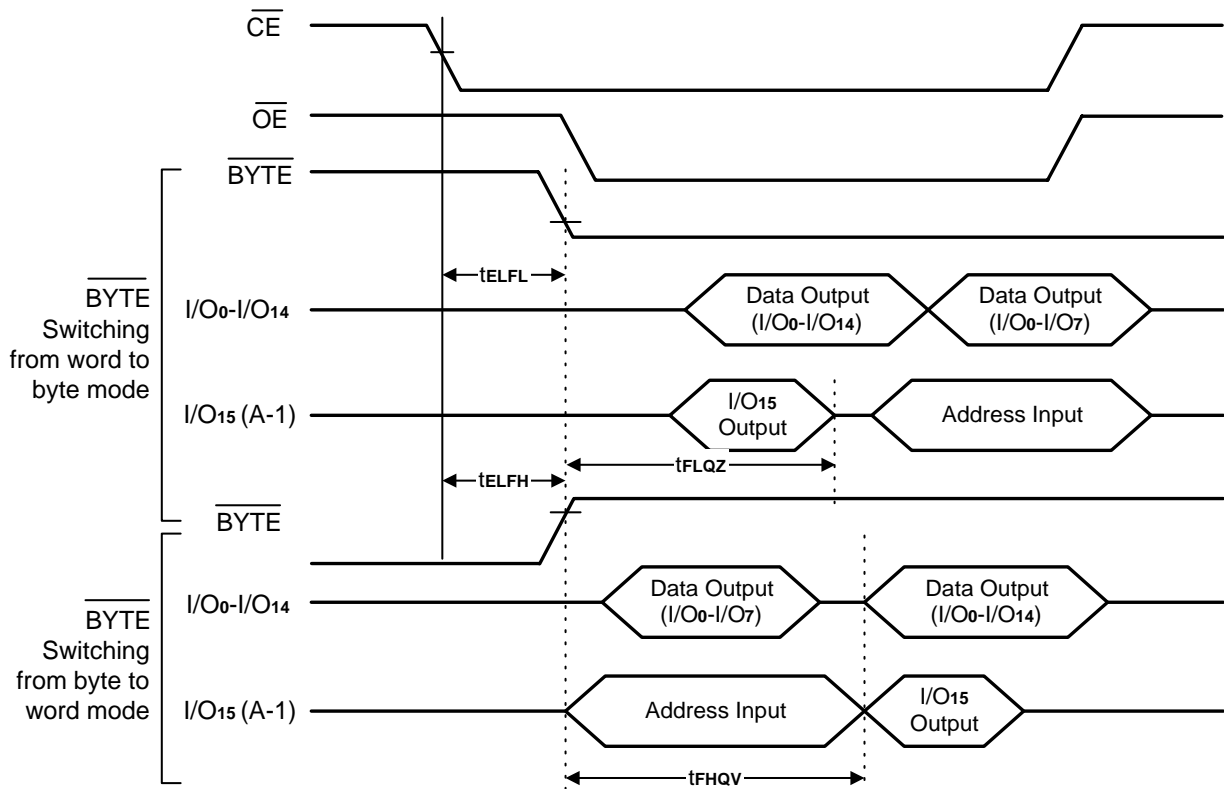 CE
OE
BYTE
tELFL
BYTE
Switching
from word to
byte mode
I/O0-I/O14
Data Output
(I/O0-I/O14)
Data Output
(I/O0-I/O7)
I/O15 (A-1)
I/O15
Output
Address Input
tELFH
tFLQZ
BYTE
BYTE
Switching
from byte to
word mode
I/O0-I/O14
Data Output
(I/O0-I/O7)
Data Output
(I/O0-I/O14)
I/O15 (A-1)
Address Input
I/O15
Output
tFHQV